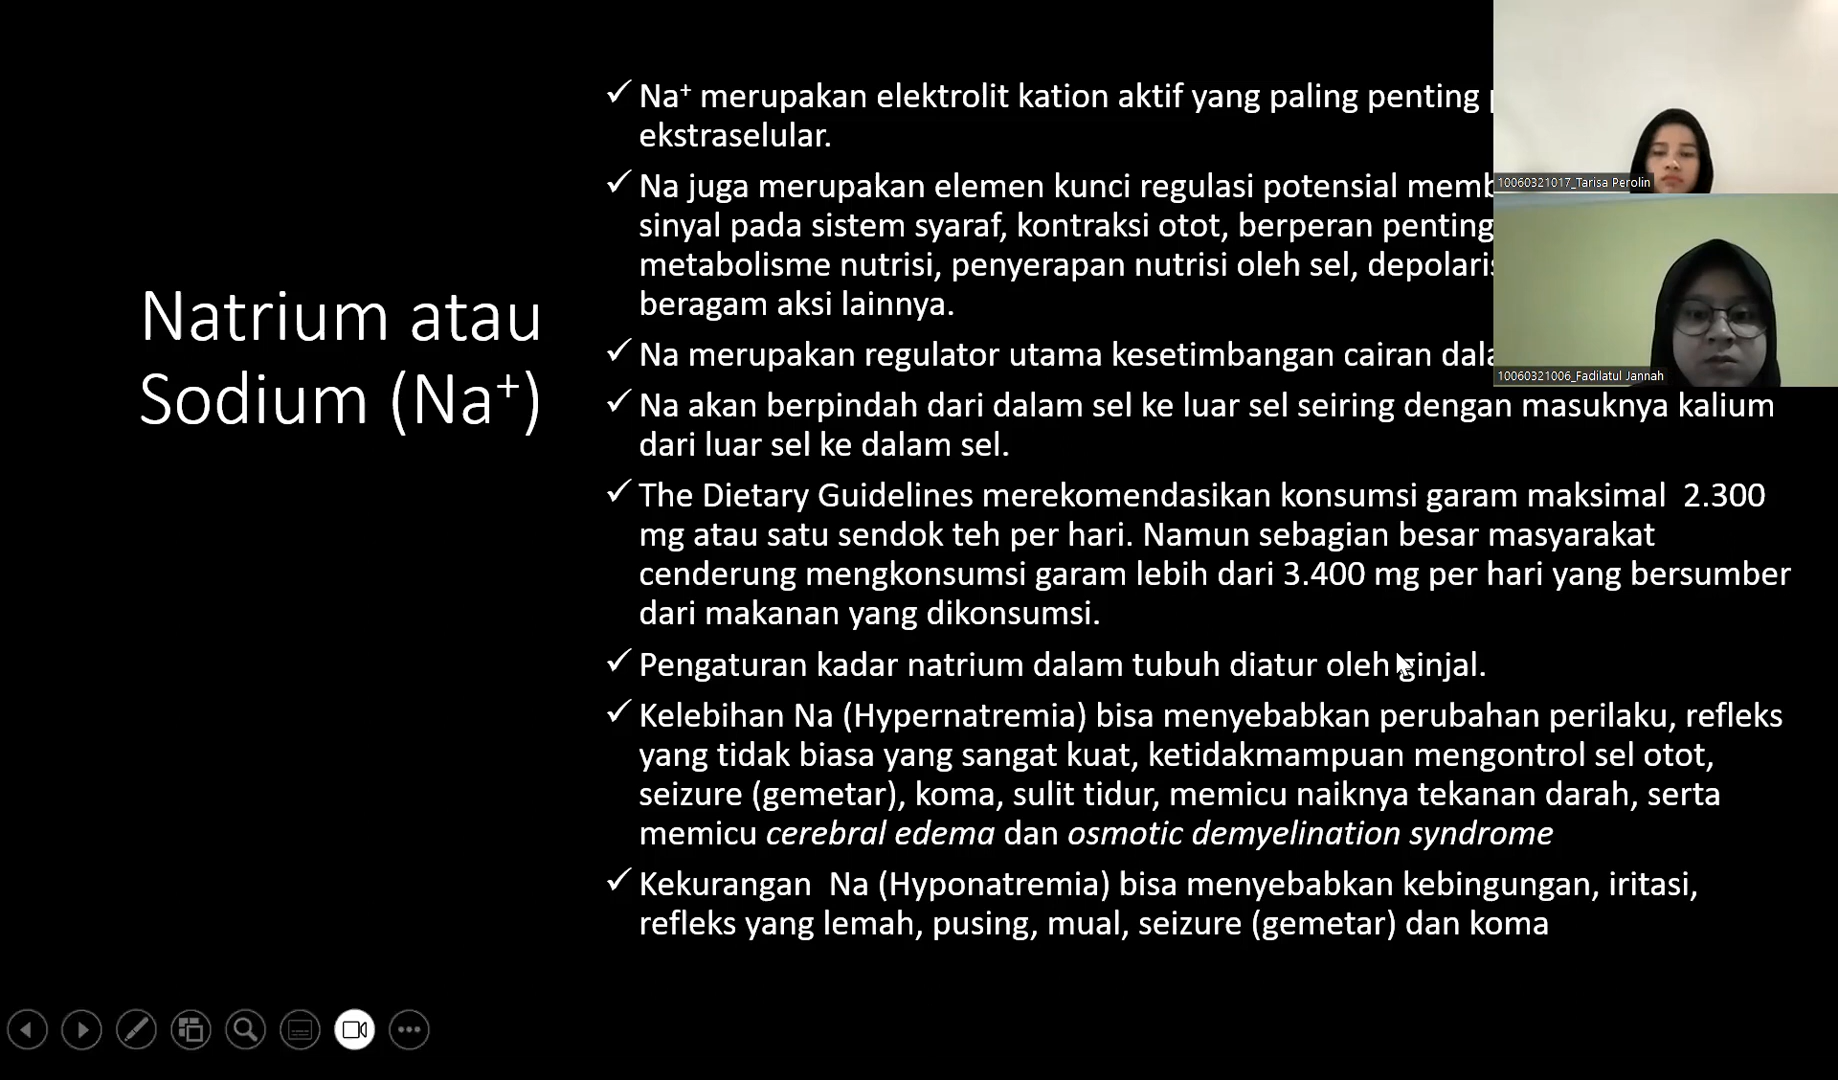 Natrium atau
Sodium (Na⁺)
✓ Na⁺ merupakan elektrolit kation aktif yang paling penting
ekstraselular.
✓ Na juga merupakan elemen kunci regulasi potensial
sinyal pada sistem syaraf, kontraksi otot, berperan penting
metabolisme nutrisi, penyerapan nutrisi oleh sel,
beragam aksi lainnya.
✓ Na merupakan regulator utama kesetimbangan cairan
✓ Na akan berpindah dari dalam sel ke luar sel seiring dengan masuknya kalium
dari luar sel ke dalam sel.
✓ The Dietary Guidelines merekomendasikan konsumsi garam maksimal 2.300
mg atau satu sendok teh per hari. Namun sebagian besar masyarakat
cenderung mengkonsumsi garam lebih dari 3.400 mg per hari yang bersumber
dari makanan yang dikonsumsi.
✓ Pengaturan kadar natrium dalam tubuh diatur oleh ginjal.
✓ Kelebihan Na (Hypernatremia) bisa menyebabkan perubahan perilaku, refleks
yang tidak biasa yang sangat kuat, ketidakmampuan mengontrol sel otot,
seizure (gemetar), koma, sulit tidur, memicu naiknya tekanan darah, serta
memicu cerebral edema dan osmotic demyelination syndrome
✓ Kekurangan Na (Hyponatremia) bisa menyebabkan kebingungan, iritasi,
refleks yang lemah, pusing, mual, seizure (gemetar) dan koma
10060321017_Tarisa Perolin
10060321006_Fadilatul Jannah